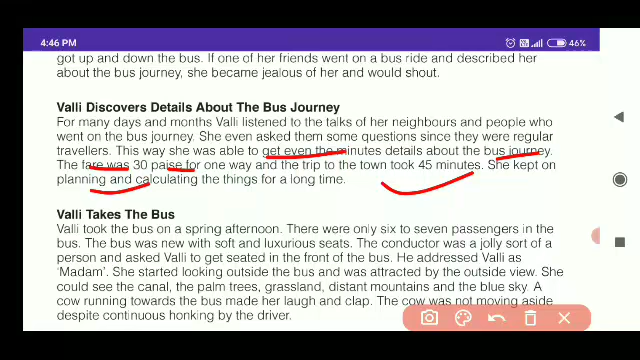 4:46 PM
46%
got up and down the bus. If one of her friends went on a bus ride and described her
about the bus journey, she became jealous of her and would shout.
Valli Discovers Details About The Bus Journey
For many days and months Valli listened to the talks of her neighbours and people who
went on the bus journey. She even asked them some questions since they were regular
travellers. This way she was able to get even the minutes details about the bus journey.
The fare was 30 paise for one way and the trip to the town took 45 minutes. She kept on
planning and calculating the things for a long time.
Valli Takes The Bus
Valli took the bus on a spring afternoon. There were only six to seven passengers in the
bus. The bus was new with soft and luxurious seats. The conductor was a jolly sort of a
person and asked Valli to get seated in the front of the bus. He addressed Valli as
‘Madam’. She started looking outside the bus and was attracted by the outside view. She
could see the canal, the palm trees, grassland, distant mountains and the blue sky. A
cow running towards the bus made her laugh and clap. The cow was not moving aside
despite continuous honking by the driver.